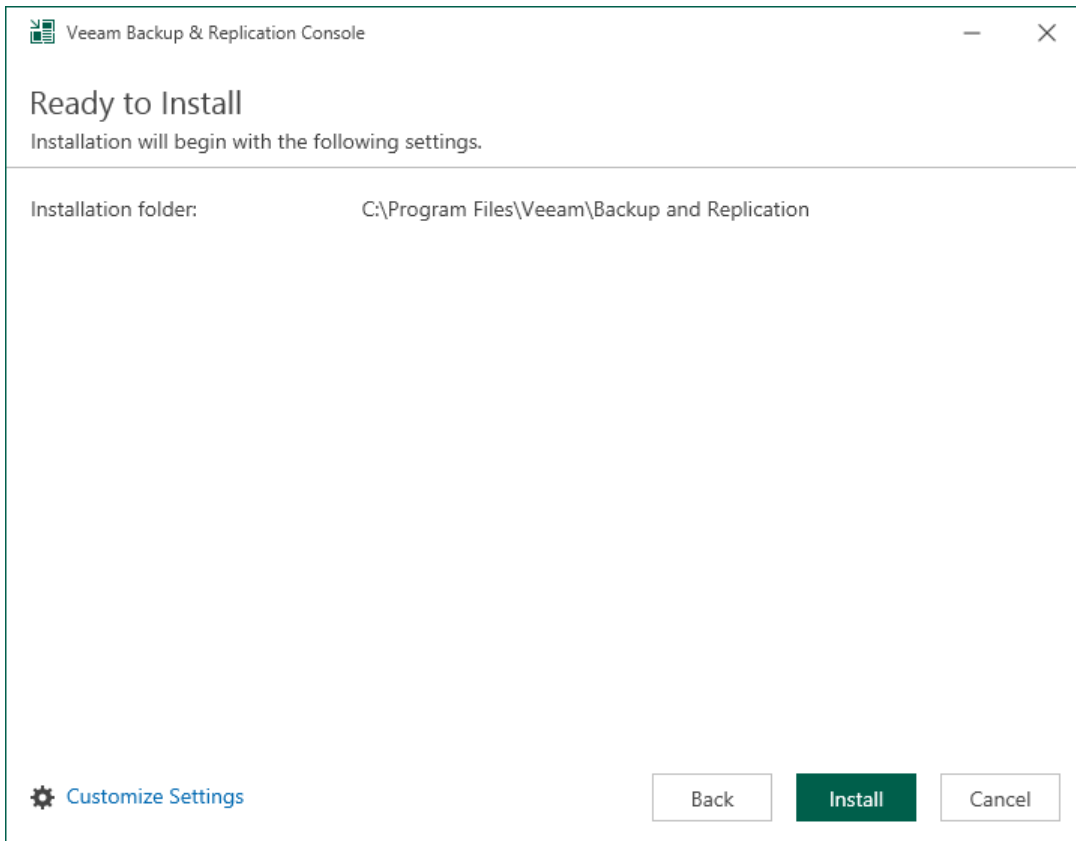 Veeam Backup & Replication Console
Ready to Install
Installation will begin with the following settings.
Installation folder: C:\Program Files\Veeam\Backup and Replication
Customize Settings Back Install Cancel